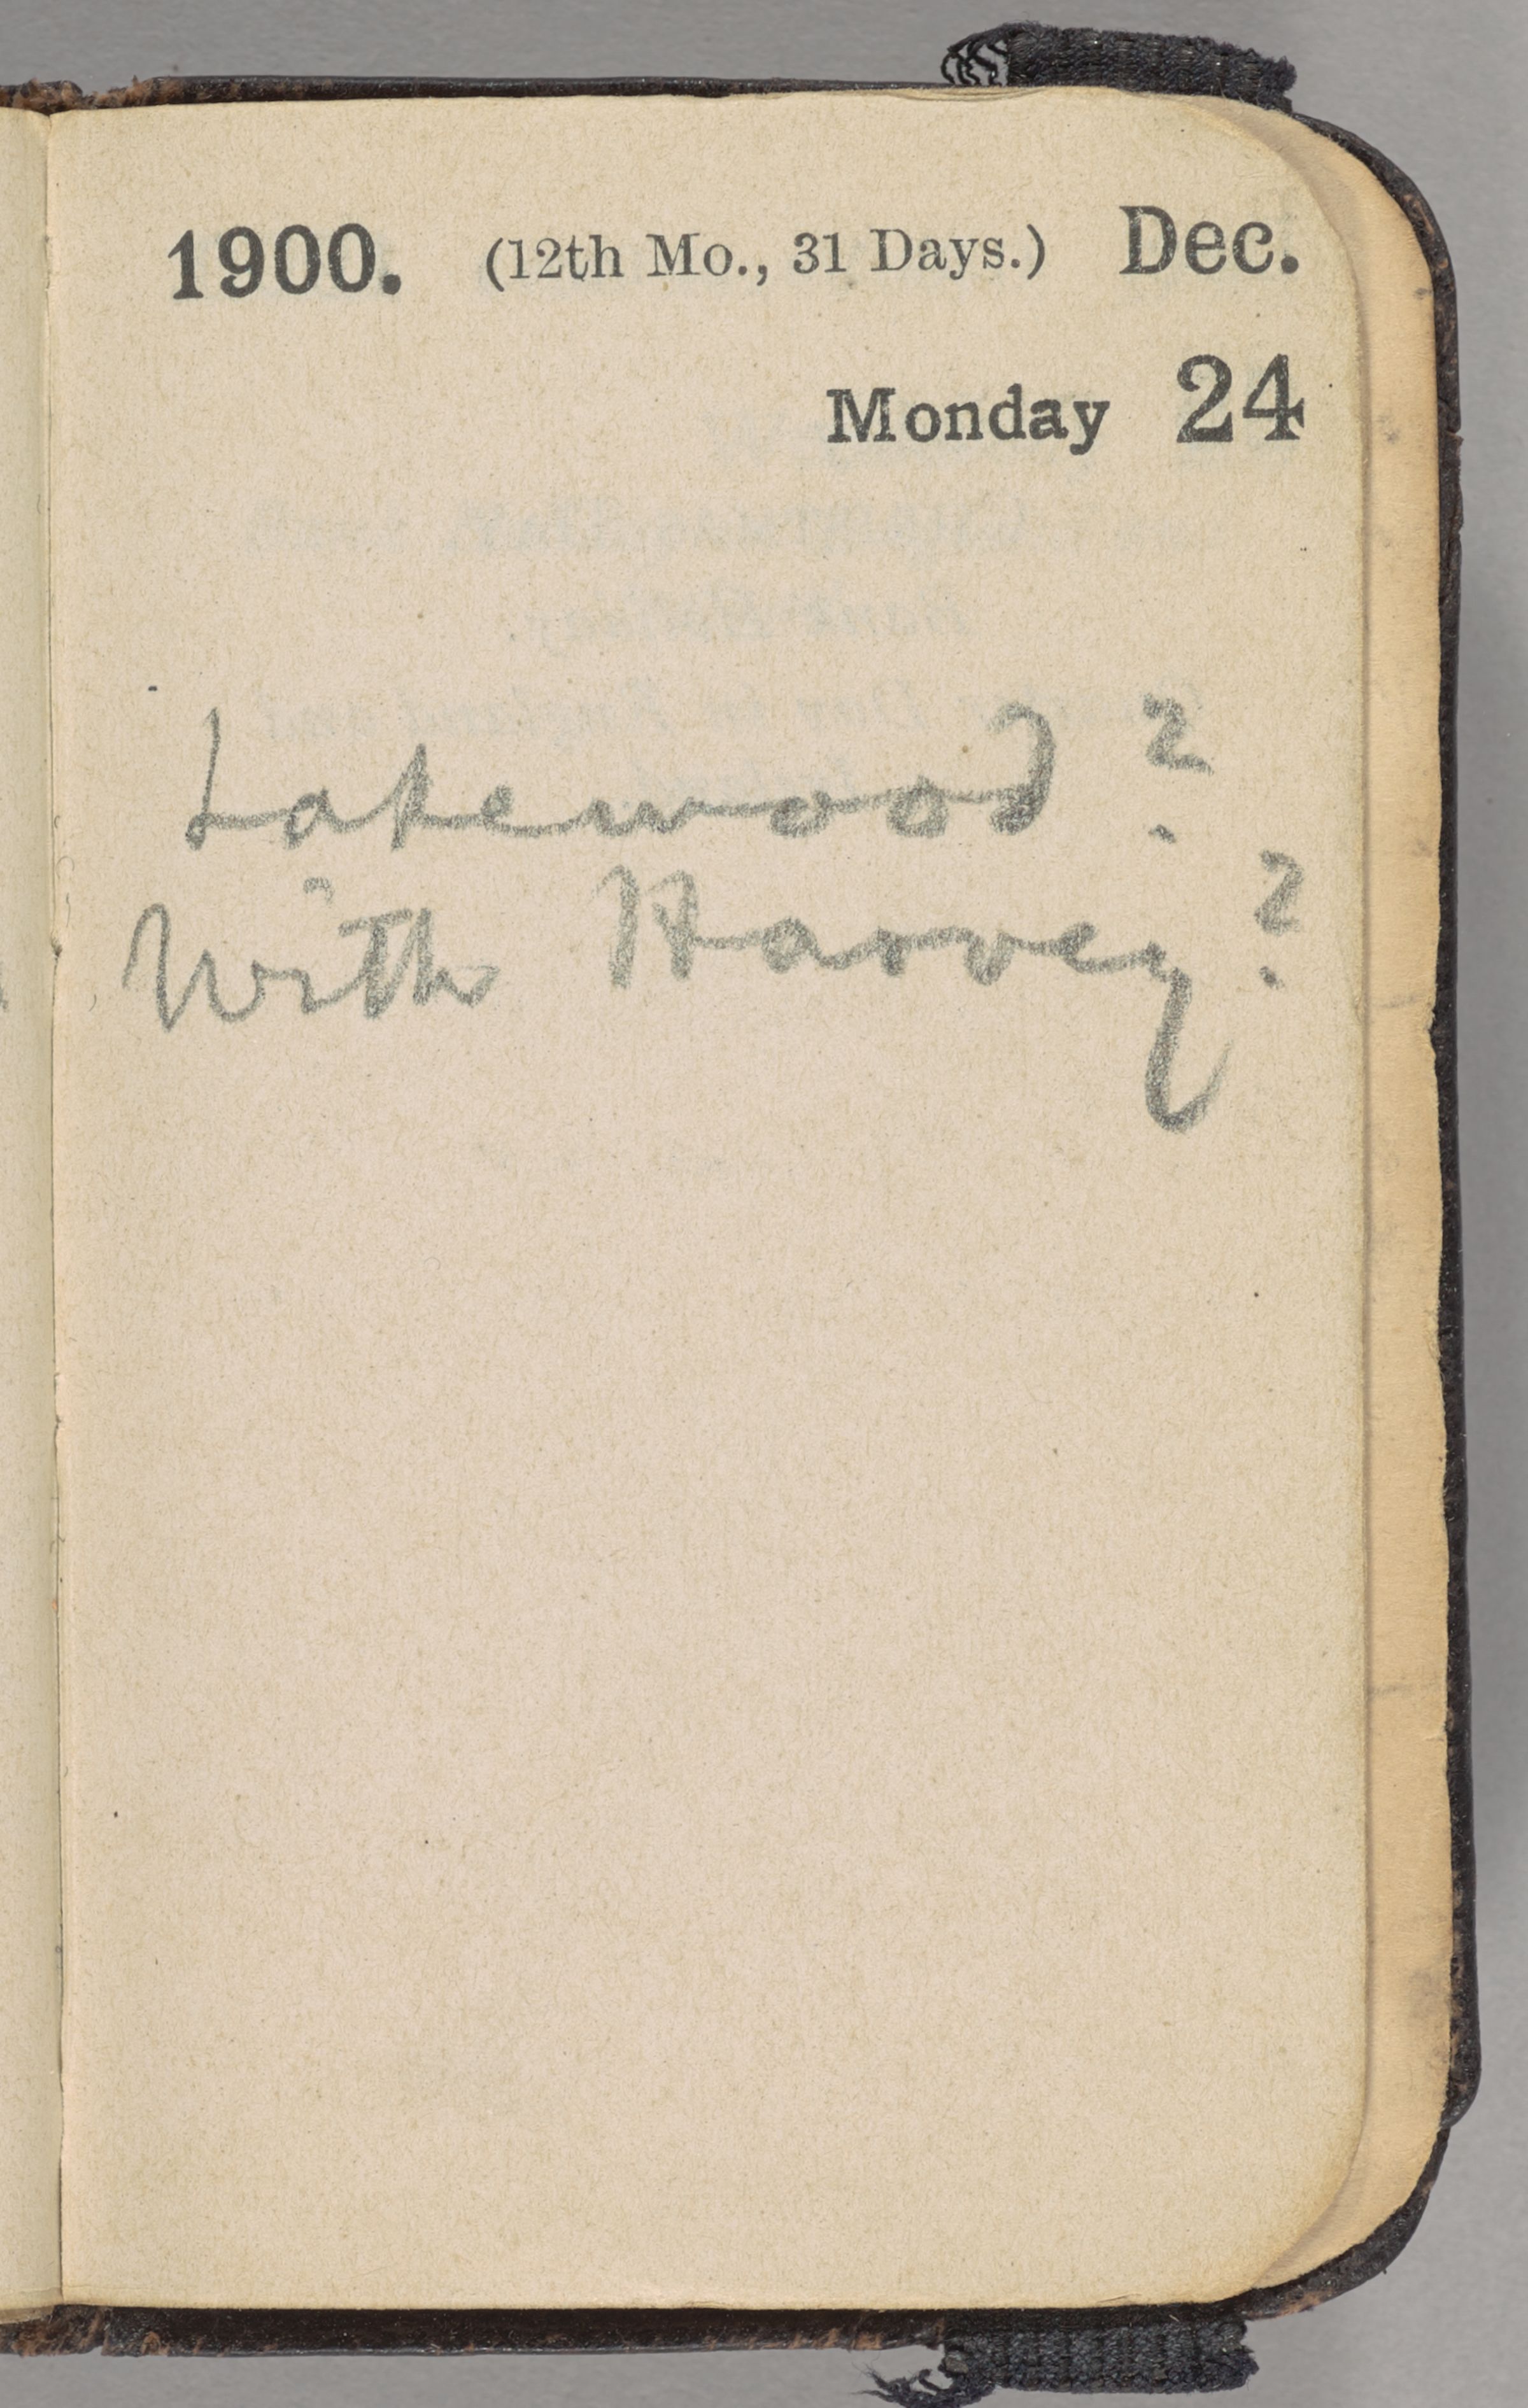 1900. (12th Mo., 31 Days.) Dec.
Monday 24
Lakewood?
With Harvey?